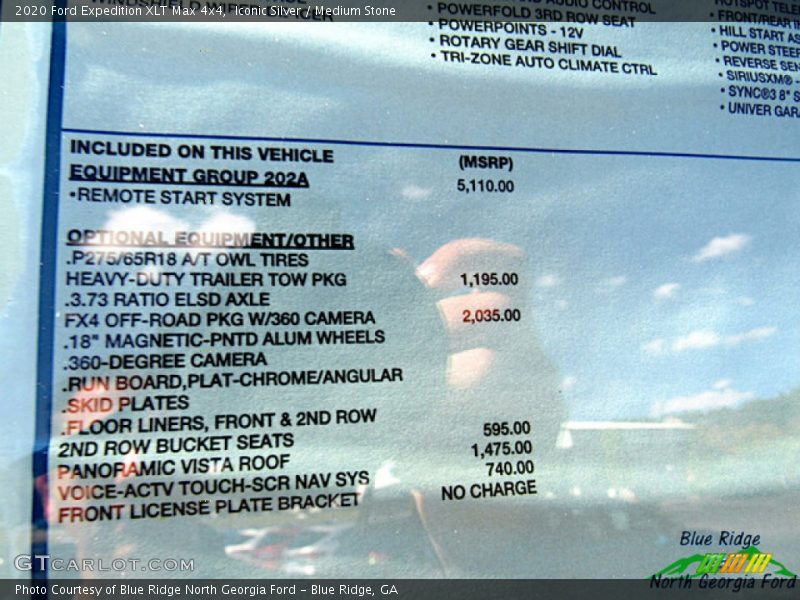 2020 Ford Expedition XLT Max 4x4, Iconic Silver / Medium Stone
AUDIO CONTROL
• POWERFOLD 3RD ROW SEAT
• POWERPOINTS - 12V
• ROTARY GEAR SHIFT DIAL
• TRI-ZONE AUTO CLIMATE CTRL
HOTSPOT
• FRONT/REAR
• HILL START
• POWER
• REVERSE
• SIRIUSXM® -
• SYNC®3 8"
• UNIVER
INCLUDED ON THIS VEHICLE (MSRP)
EQUIPMENT GROUP 202A 5,110.00
•REMOTE START SYSTEM
OPTIONAL EQUIPMENT/OTHER
.P275/65R18 A/T OWL TIRES
HEAVY-DUTY TRAILER TOW PKG 1,195.00
.3.73 RATIO ELSD AXLE
FX4 OFF-ROAD PKG W/360 CAMERA 2,035.00
.18" MAGNETIC-PNTD ALUM WHEELS
.360-DEGREE CAMERA
.RUN BOARD,PLAT-CHROME/ANGULAR
.SKID PLATES
.FLOOR LINERS, FRONT & 2ND ROW
2ND ROW BUCKET SEATS 595.00
PANORAMIC VISTA ROOF 1,475.00
VOICE-ACTV TOUCH-SCR NAV SYS 740.00
FRONT LICENSE PLATE BRACKET NO CHARGE
GTcarlot.com
Blue Ridge
North Georgia Ford
Photo Courtesy of Blue Ridge North Georgia Ford – Blue Ridge, GA